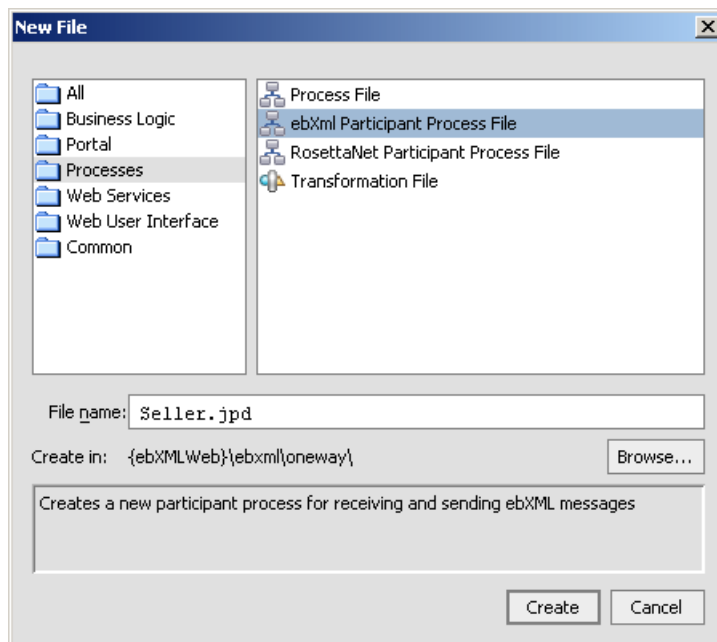 New File
All
Business Logic
Portal
Processes
Web Services
Web User Interface
Common
Process File
ebXml Participant Process File
RosettaNet Participant Process File
Transformation File
File name: Seller.jpd
Create in: {ebXMLWeb}\ebxml\oneway\ Browse...
Creates a new participant process for receiving and sending ebXML messages
Create Cancel